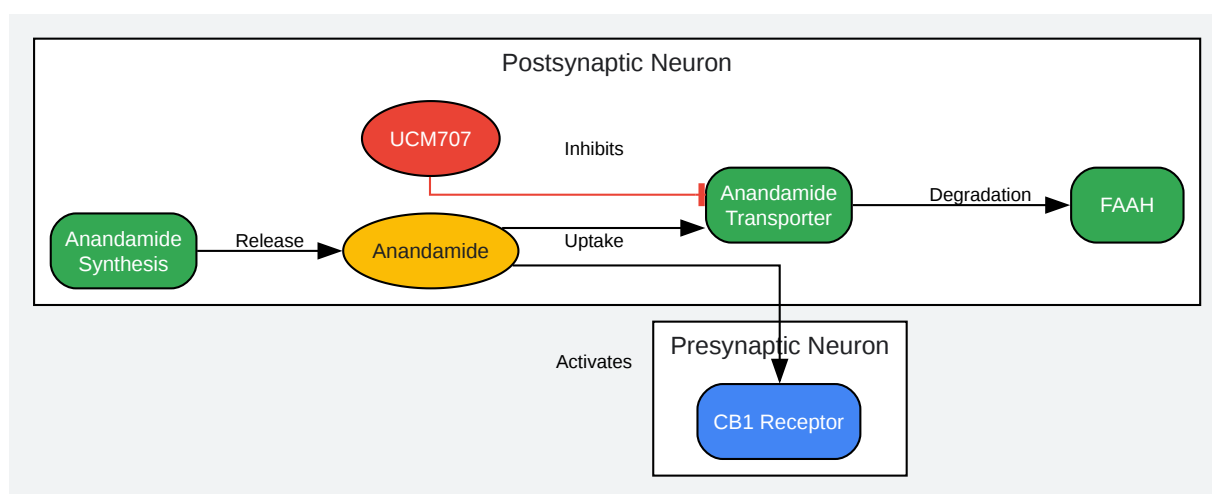 Postsynaptic Neuron
UCM707
Inhibits
Anandamide
Transporter
Degradation
FAAH
Anandamide
Synthesis
Release
Anandamide
Uptake
Activates
Presynaptic Neuron
CB1 Receptor